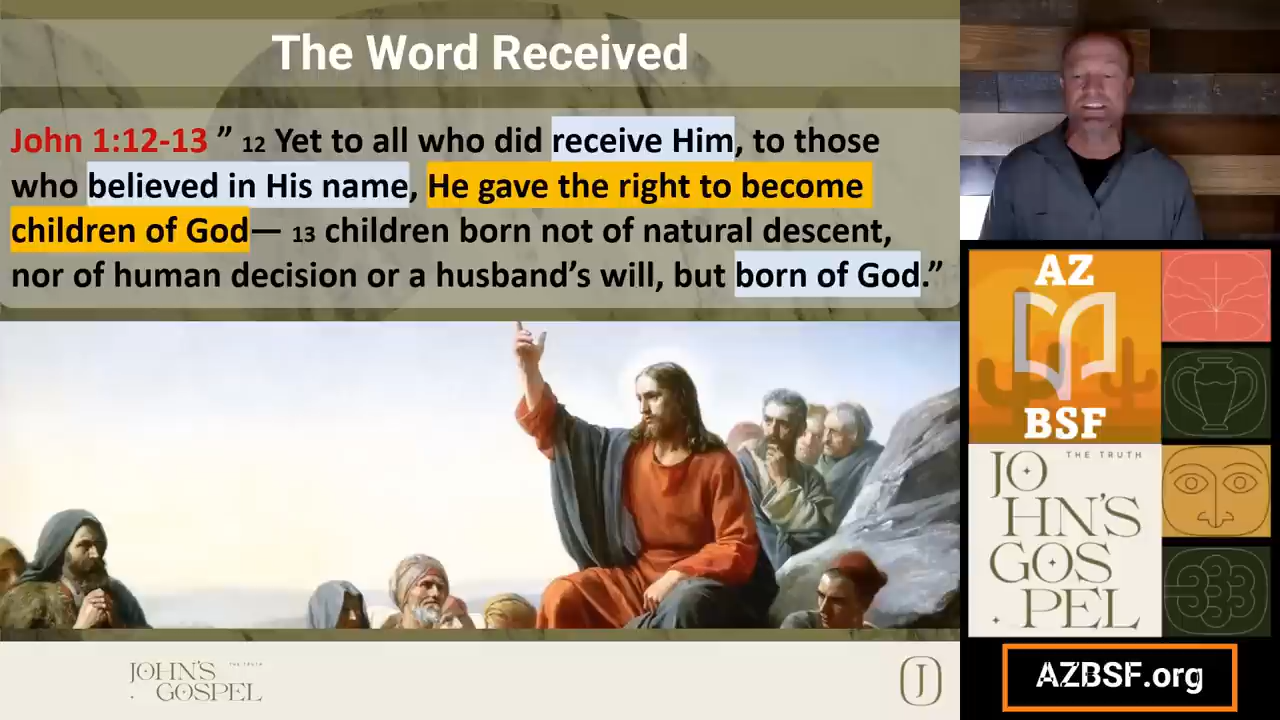 The Word Received
John 1:12-13 ” 12 Yet to all who did receive Him, to those
who believed in His name, He gave the right to become
children of God— 13 children born not of natural descent,
nor of human decision or a husband’s will, but born of God.”
JOHN'S THE TRUTH
GOSPEL
J
AZ
BSF
THE TRUTH
JO
HN'S
GOS
PEL
AZBSF.org